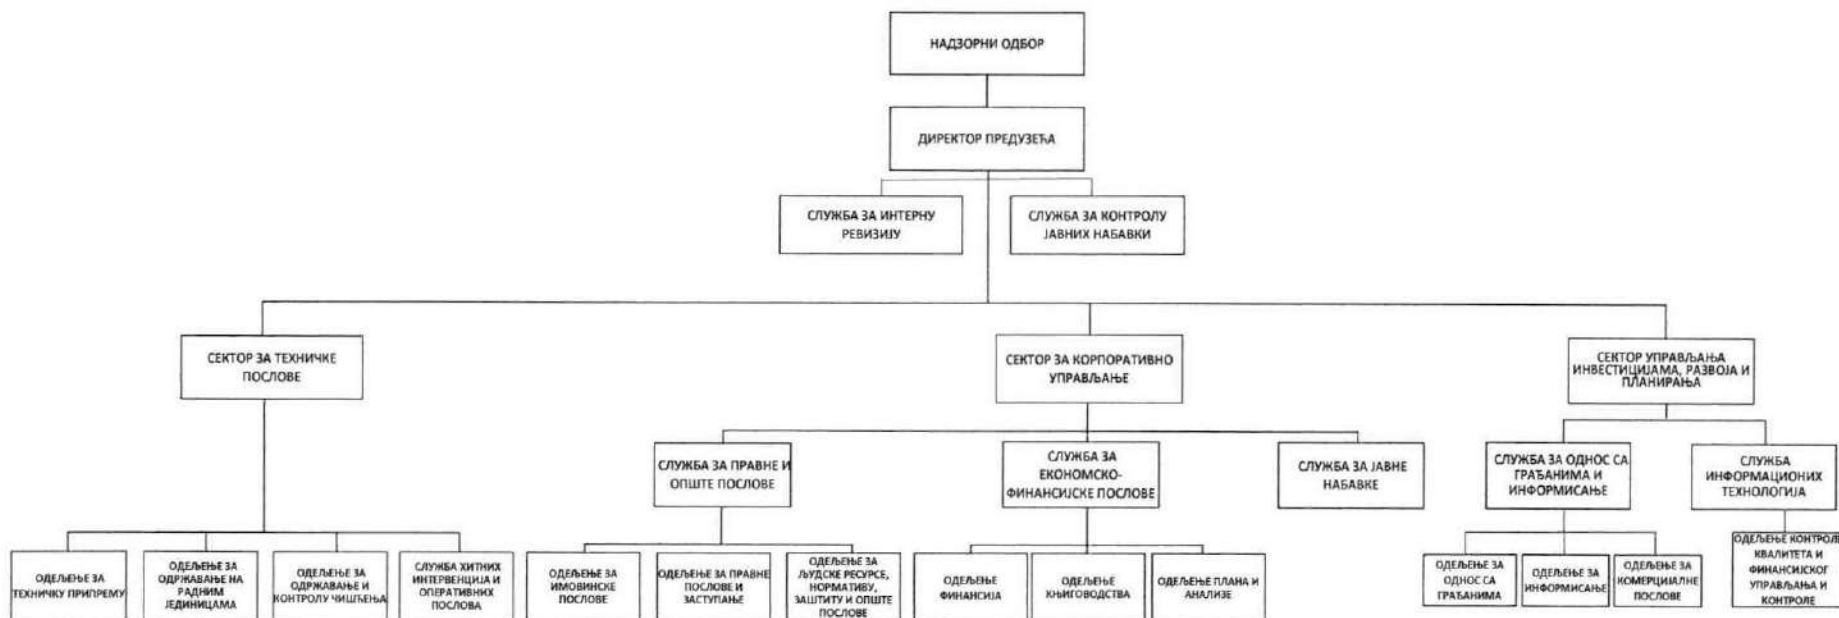 НАДЗОРНИ ОДБОР
ДИРЕКТОР ПРЕДУЗЕЋА
СЛУЖБА ЗА ИНТЕРНУ
РЕВИЗИЈУ
СЛУЖБА ЗА КОНТРОЛУ
ЈАВНИХ НАБАВКИ
СЕКТОР ЗА ТЕХНИЧКЕ
ПОСЛОВЕ
СЕКТОР ЗА КОРПОРАТИВНО
УПРАВЉАЊЕ
СЕКТОР УПРАВЉАЊА
ИНВЕСТИЦИЈАМА, РАЗВОЈА И
ПЛАНИРАЊА
СЛУЖБА ЗА ПРАВНЕ И
ОПШТЕ ПОСЛОВЕ
СЛУЖБА ЗА
ЕКОНОМСКО-
ФИНАНСИЈСКЕ ПОСЛОВЕ
СЛУЖБА ЗА ЈАВНЕ
НАБАВКЕ
СЛУЖБА ЗА ОДНОС СА
ГРАЂАНИМА И
ИНФОРМИСАЊЕ
СЛУЖБА
ИНФОРМАЦИОНИХ
ТЕХНОЛОГИЈА
ОДЕЉЕЊЕ ЗА
ТЕХНИЧКУ ПРИПРЕМУ
ОДЕЉЕЊЕ ЗА
ОДРЖАВАЊЕ НА
РАДНИМ
ЈЕДИНИЦАМА
ОДЕЉЕЊЕ ЗА
ОДРЖАВАЊЕ И
КОНТРОЛУ ЧИШЋЕЊА
СЛУЖБА ХИТНИХ
ИНТЕРВЕНЦИЈА И
ОПЕРАТИВНИХ
ПОСЛОВА
ОДЕЉЕЊЕ ЗА
ИМОВИНСКЕ
ПОСЛОВЕ
ОДЕЉЕЊЕ ЗА ПРАВНЕ
ПОСЛОВЕ И
ЗАСТУПАЊЕ
ОДЕЉЕЊЕ ЗА
ЉУДСКЕ РЕСУРСЕ,
НОРМАТИВУ,
ЗАШТИТУ И ОПШТЕ
ПОСЛОВЕ
ОДЕЉЕЊЕ
ФИНАНСИЈА
ОДЕЉЕЊЕ
КЊИГОВОДСТВА
ОДЕЉЕЊЕ ПЛАНА И
АНАЛИЗЕ
ОДЕЉЕЊЕ ЗА
ОДНОС СА
ГРАЂАНИМА
ОДЕЉЕЊЕ ЗА
ИНФОРМИСАЊЕ
ОДЕЉЕЊЕ ЗА
КОМЕРЦИЈАЛНЕ
ПОСЛОВЕ
ОДЕЉЕЊЕ КОНТРОЛЕ
КВАЛИТЕТА И
ФИНАНСИЈСКОГ
УПРАВЉАЊА И
КОНТРОЛЕ